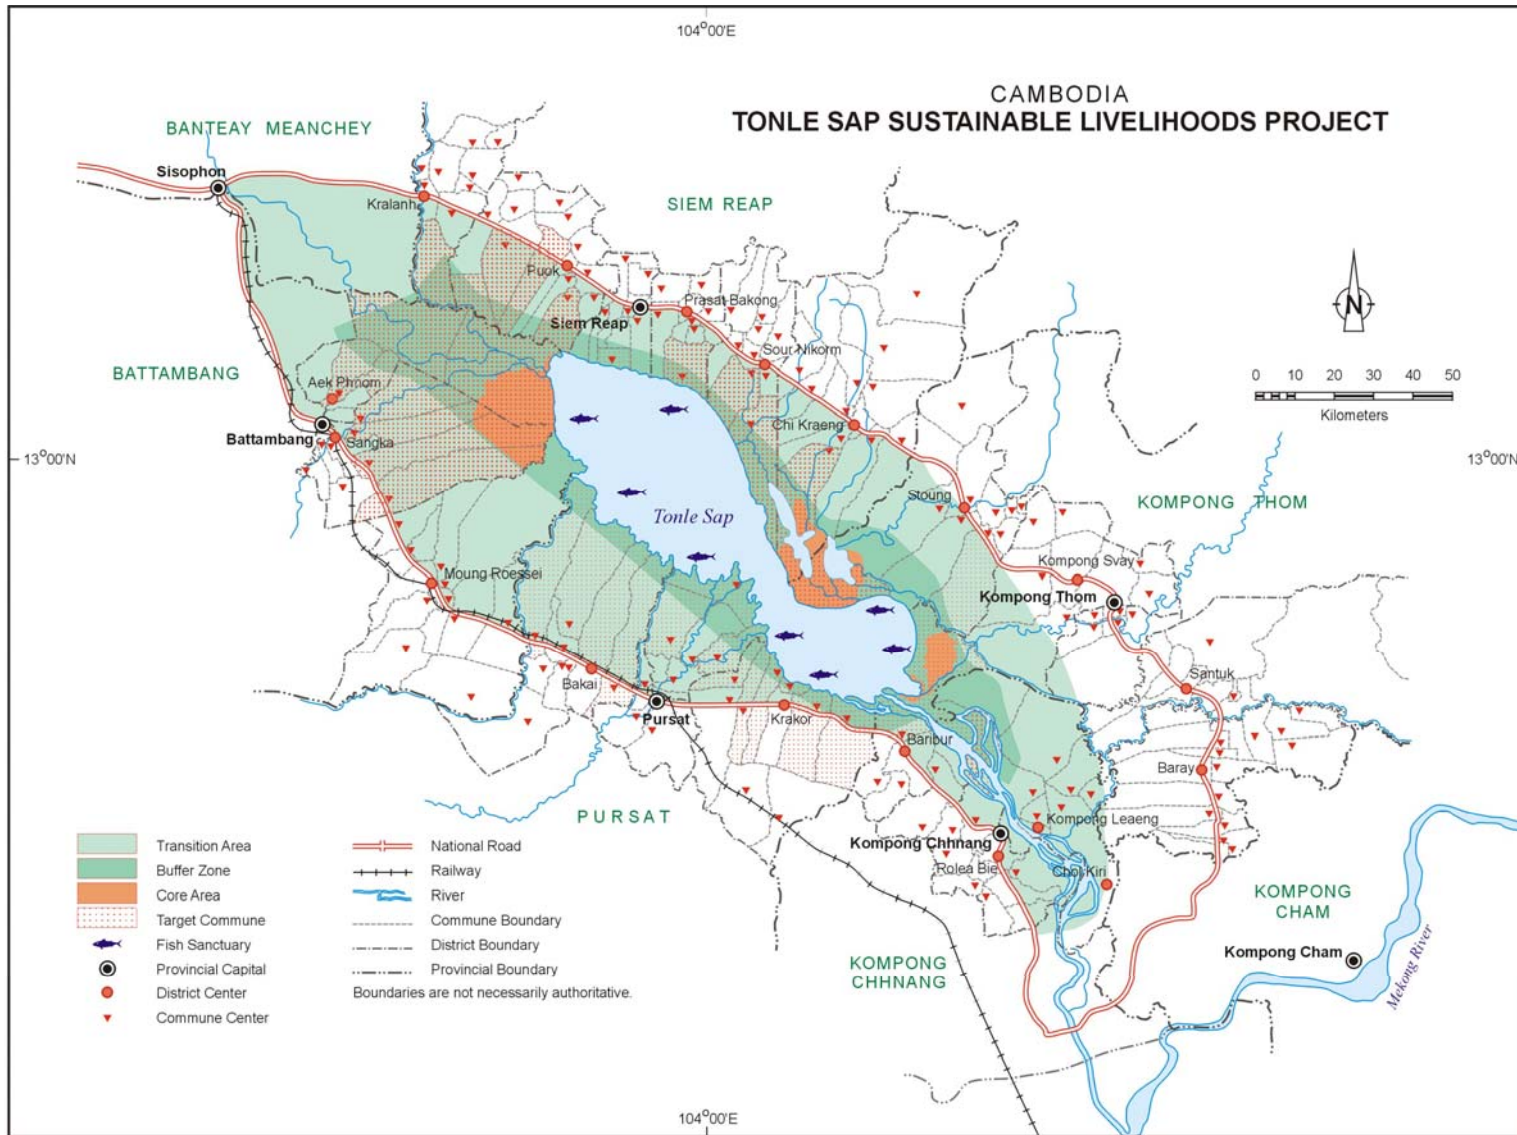 104°00'E
CAMBODIA
TONLE SAP SUSTAINABLE LIVELIHOODS PROJECT
BANTEAY MEANCHEY
Sisophon
Kralanh
SIEM REAP
Puok
Siem Reap
Prasat Bakong
N
Sour Nikorm
BATTAMBANG
Aek Phnom
0 10 20 30 40 50
Kilometers
Battambang
Sangka
Chi Kraeng
13°00'N
13°00'N
Stoung
KOMPONG THOM
Tonle Sap
Kompong Svay
Moung Roessei
Kompong Thom
Bakai
Santuk
Pursat
Krakor
Baribur
Baray
PURSAT
Kompong Leaeng
Kompong Chhnang
Rolea Bie
Chol Kiri
KOMPONG
CHAM
Kompong Cham
Mekong River
KOMPONG
CHHNANG
Transition Area
Buffer Zone
Core Area
Target Commune
Fish Sanctuary
Provincial Capital
District Center
Commune Center
National Road
Railway
River
Commune Boundary
District Boundary
Provincial Boundary
Boundaries are not necessarily authoritative.
104°00'E